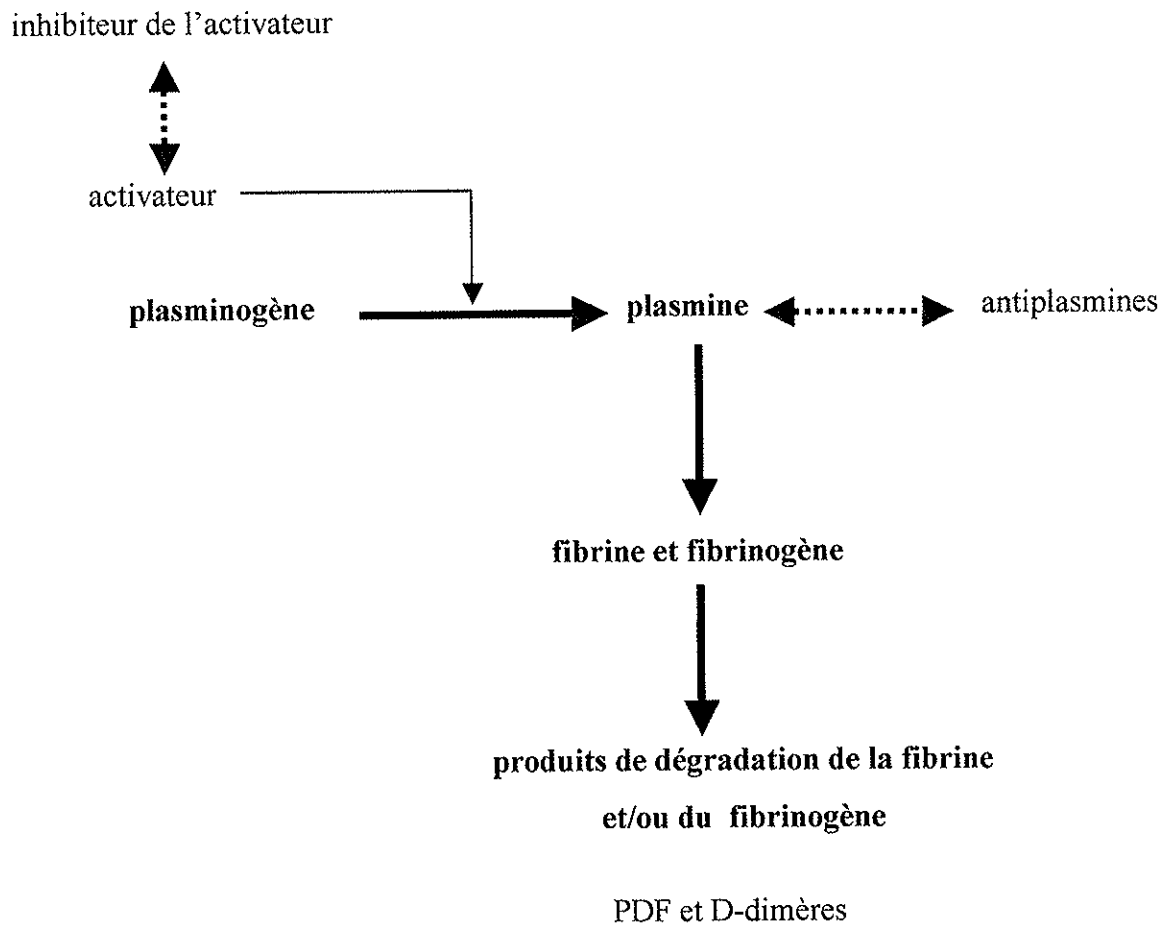 inhibiteur de l'activateur
activateur
plasminogène
plasmine
antiplasmines
fibrine et fibrinogène
produits de dégradation de la fibrine
et/ou du fibrinogène
PDF et D-dimères